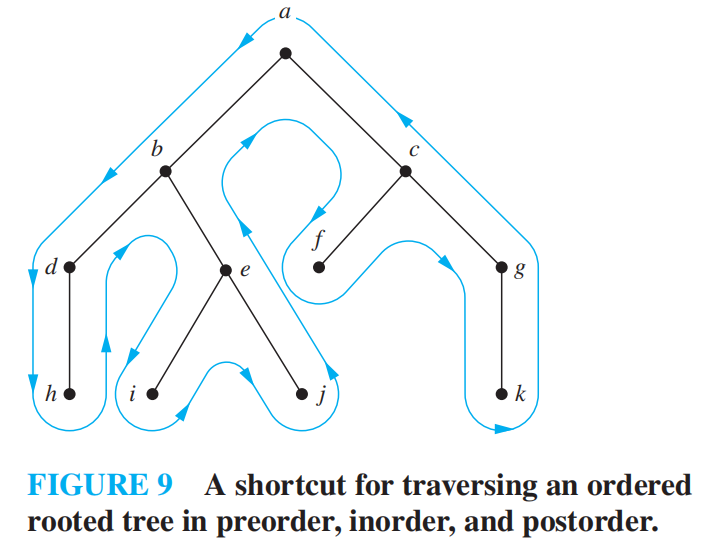 a
b
c
d
e
f
g
h
i
j
k
FIGURE 9 A shortcut for traversing an ordered
rooted tree in preorder, inorder, and postorder.